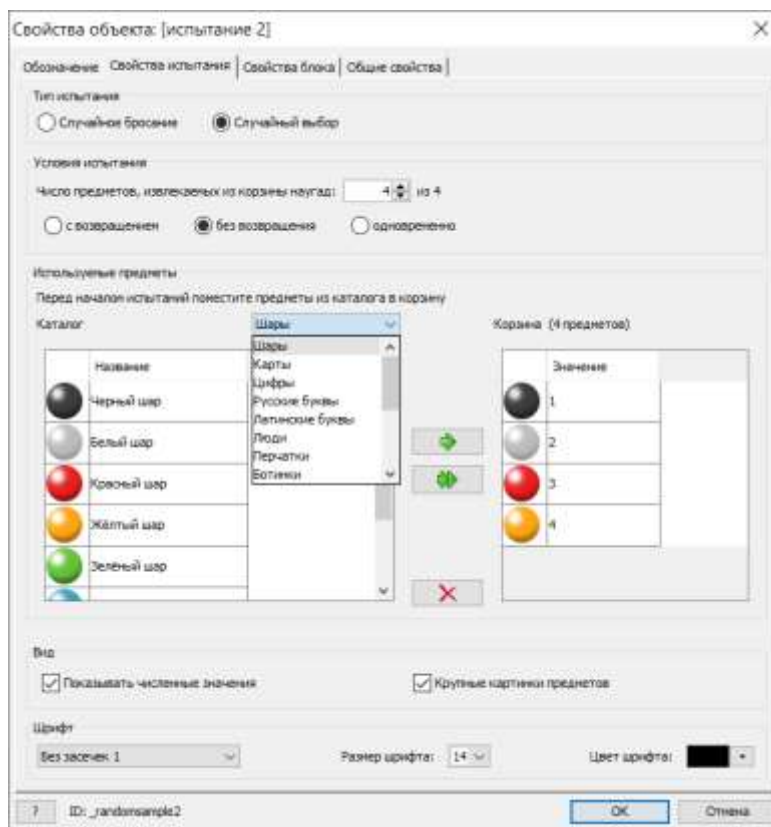 Свойства объекта: [испытание 2]
Обозначение Свойства испытания Свойства блока Общие свойства
Тип испытания
Случайное бросание Случайный выбор
Условия испытания
Число предметов, извлекаемых из корзины наугад: 4 из 4
с возвращением без возвращения одновременно
Используемые предметы
Перед началом испытаний поместите предметы из каталога в корзину
Каталог Шары Корзина (4 предметов)
Название Значение
Шары
Карты
Цифры
Русские буквы
Латинские буквы
Люди
Перчатки
Ботинки
Черный шар 1
Белый шар 2
Красный шар 3
Жёлтый шар 4
Зелёный шар
Вид
Показывать численные значения Крупные картинки предметов
Шрифт
Без засечек 1 Размер шрифта: 14 Цвет шрифта:
? ID: _randomsample2 OK Отмена